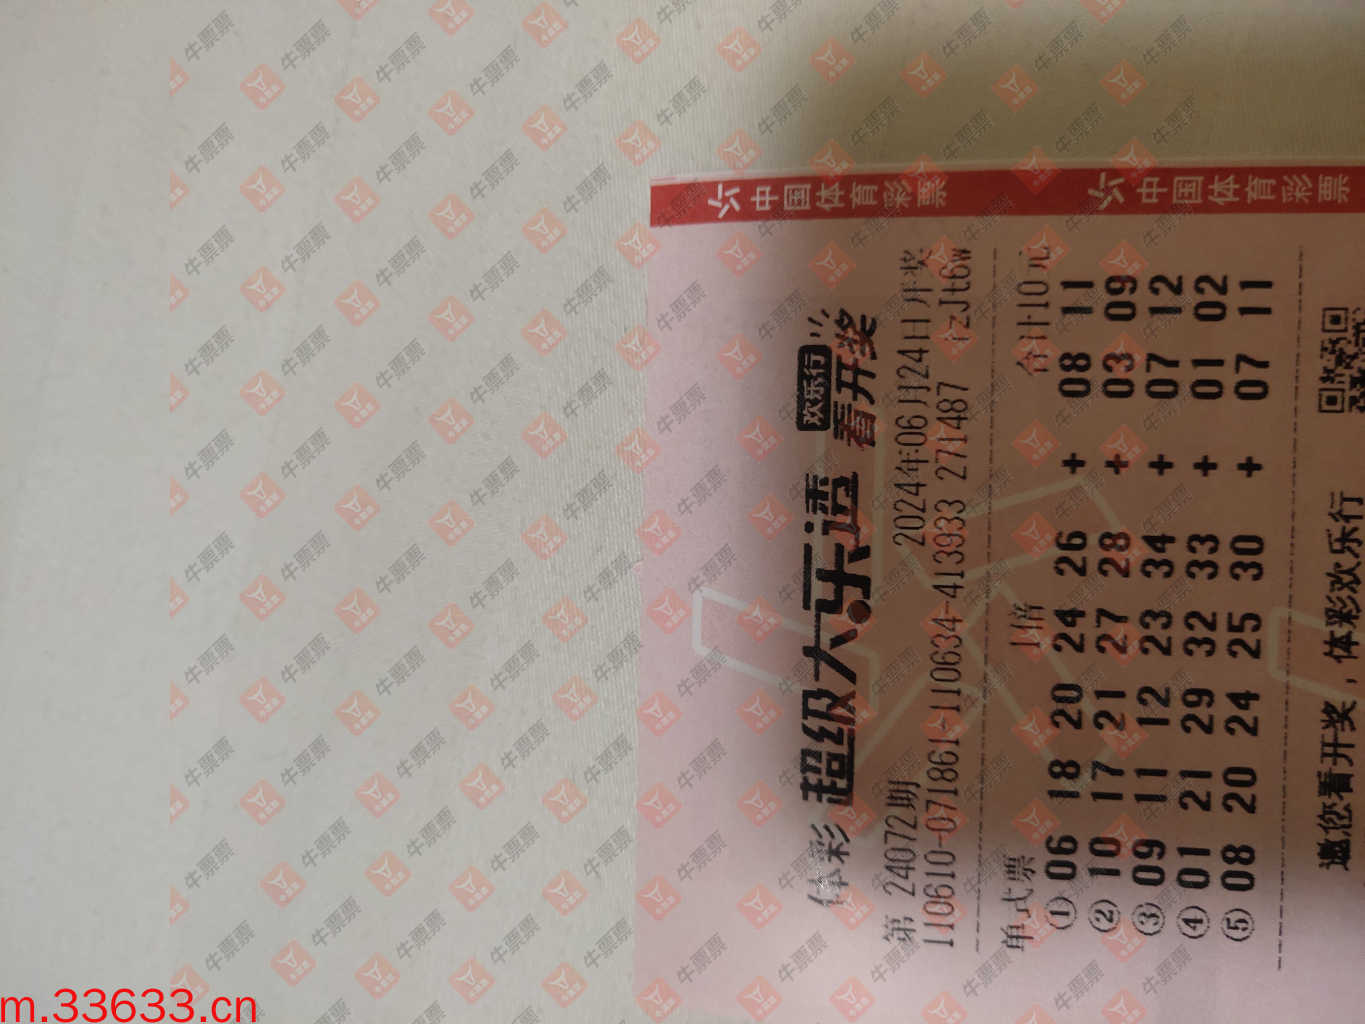 中国体育彩票 中国体育彩票
体彩 超级大乐透 欢乐行 看开奖
第 24072期 2024年06月24日开奖
110610-071861-110634-413933 271487
单式票 1倍 合计10元
① 06 18 20 24 26 + 08 11
② 10 17 21 27 28 + 03 09
③ 09 11 12 23 34 + 07 12
④ 01 21 29 32 33 + 01 02
⑤ 08 20 24 25 30 + 07 11
邀您看开奖，体彩欢乐行
牛票票
m.33633.cn